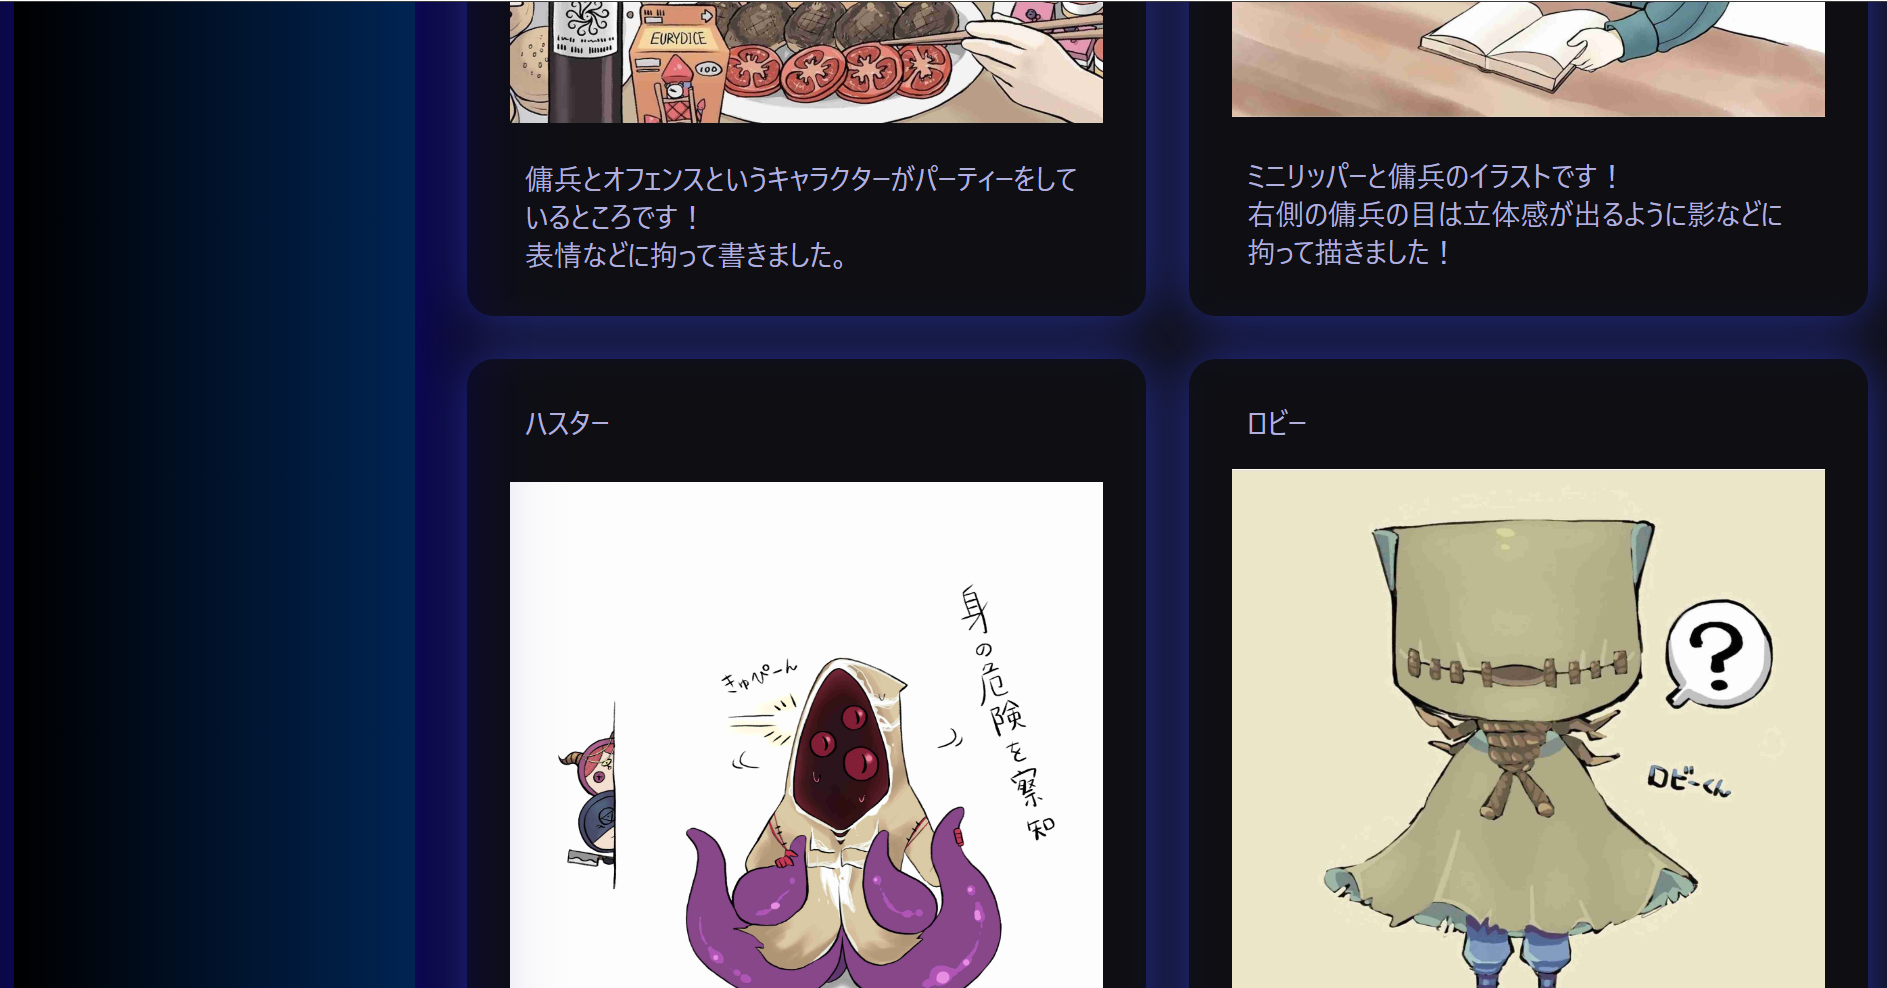 EURYDICE
100
傭兵とオフェンスというキャラクターがパーティーをして
いるところです！
表情などに拘って書きました。
ミニリッパーと傭兵のイラストです！
右側の傭兵の目は立体感が出るように影などに
拘って描きました！
ハスター
きゅぴーん
身の危険を察知
ロビー
?
ロビーくん